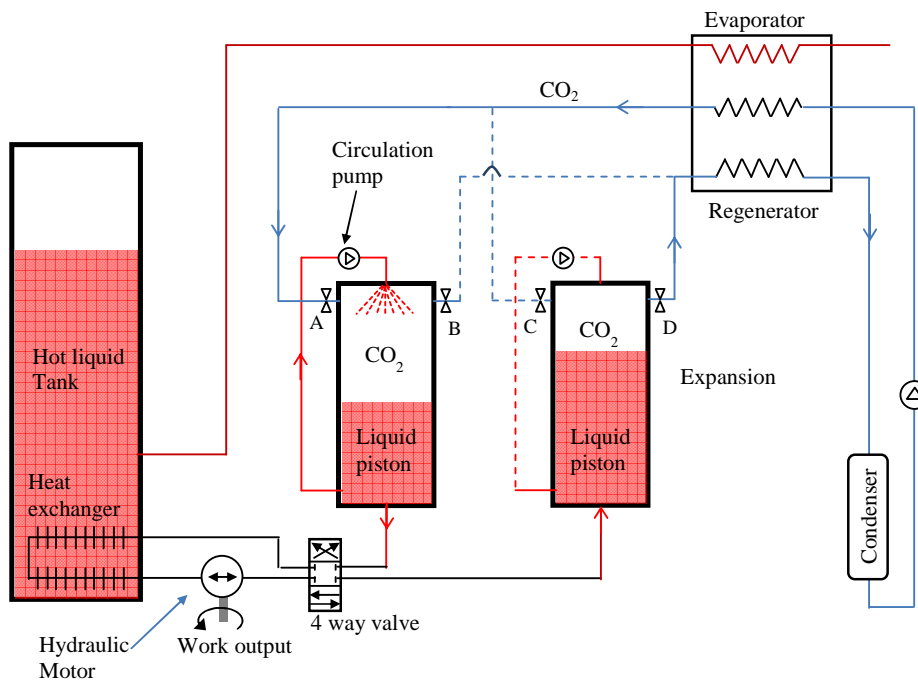 Evaporator
CO2
Circulation
pump
Regenerator
A
B
C
D
CO2
CO2
Hot liquid
Tank
Expansion
Liquid
piston
Liquid
piston
Heat
exchanger
Condenser
4 way valve
Hydraulic
Motor
Work output